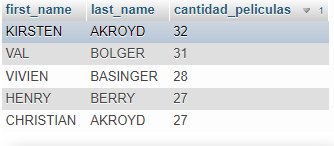 first_name last_name cantidad_peliculas 1
KIRSTEN AKROYD 32
VAL BOLGER 31
VIVIEN BASINGER 28
HENRY BERRY 27
CHRISTIAN AKROYD 27